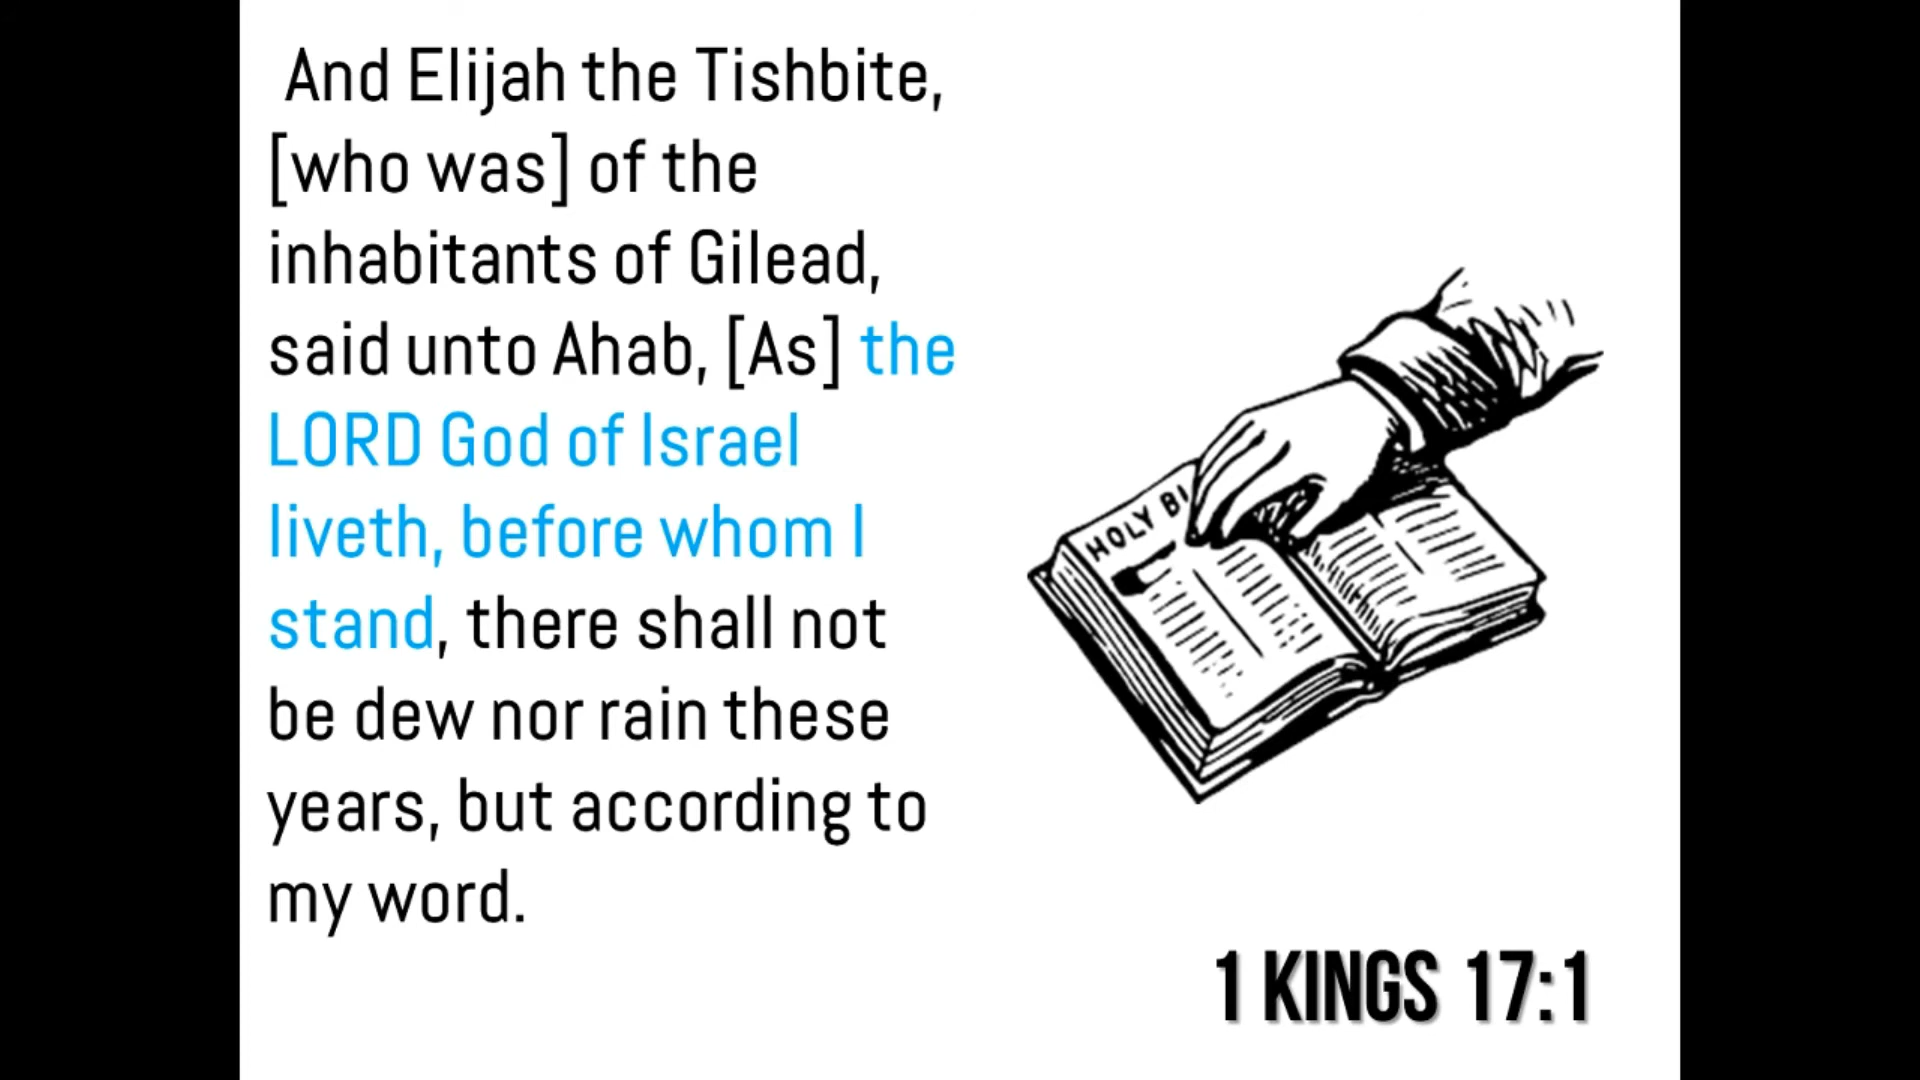 And Elijah the Tishbite,
[who was] of the
inhabitants of Gilead,
said unto Ahab, [As] the
LORD God of Israel
liveth, before whom I
stand, there shall not
be dew nor rain these
years, but according to
my word.
HOLY BI
1 KINGS 17:1